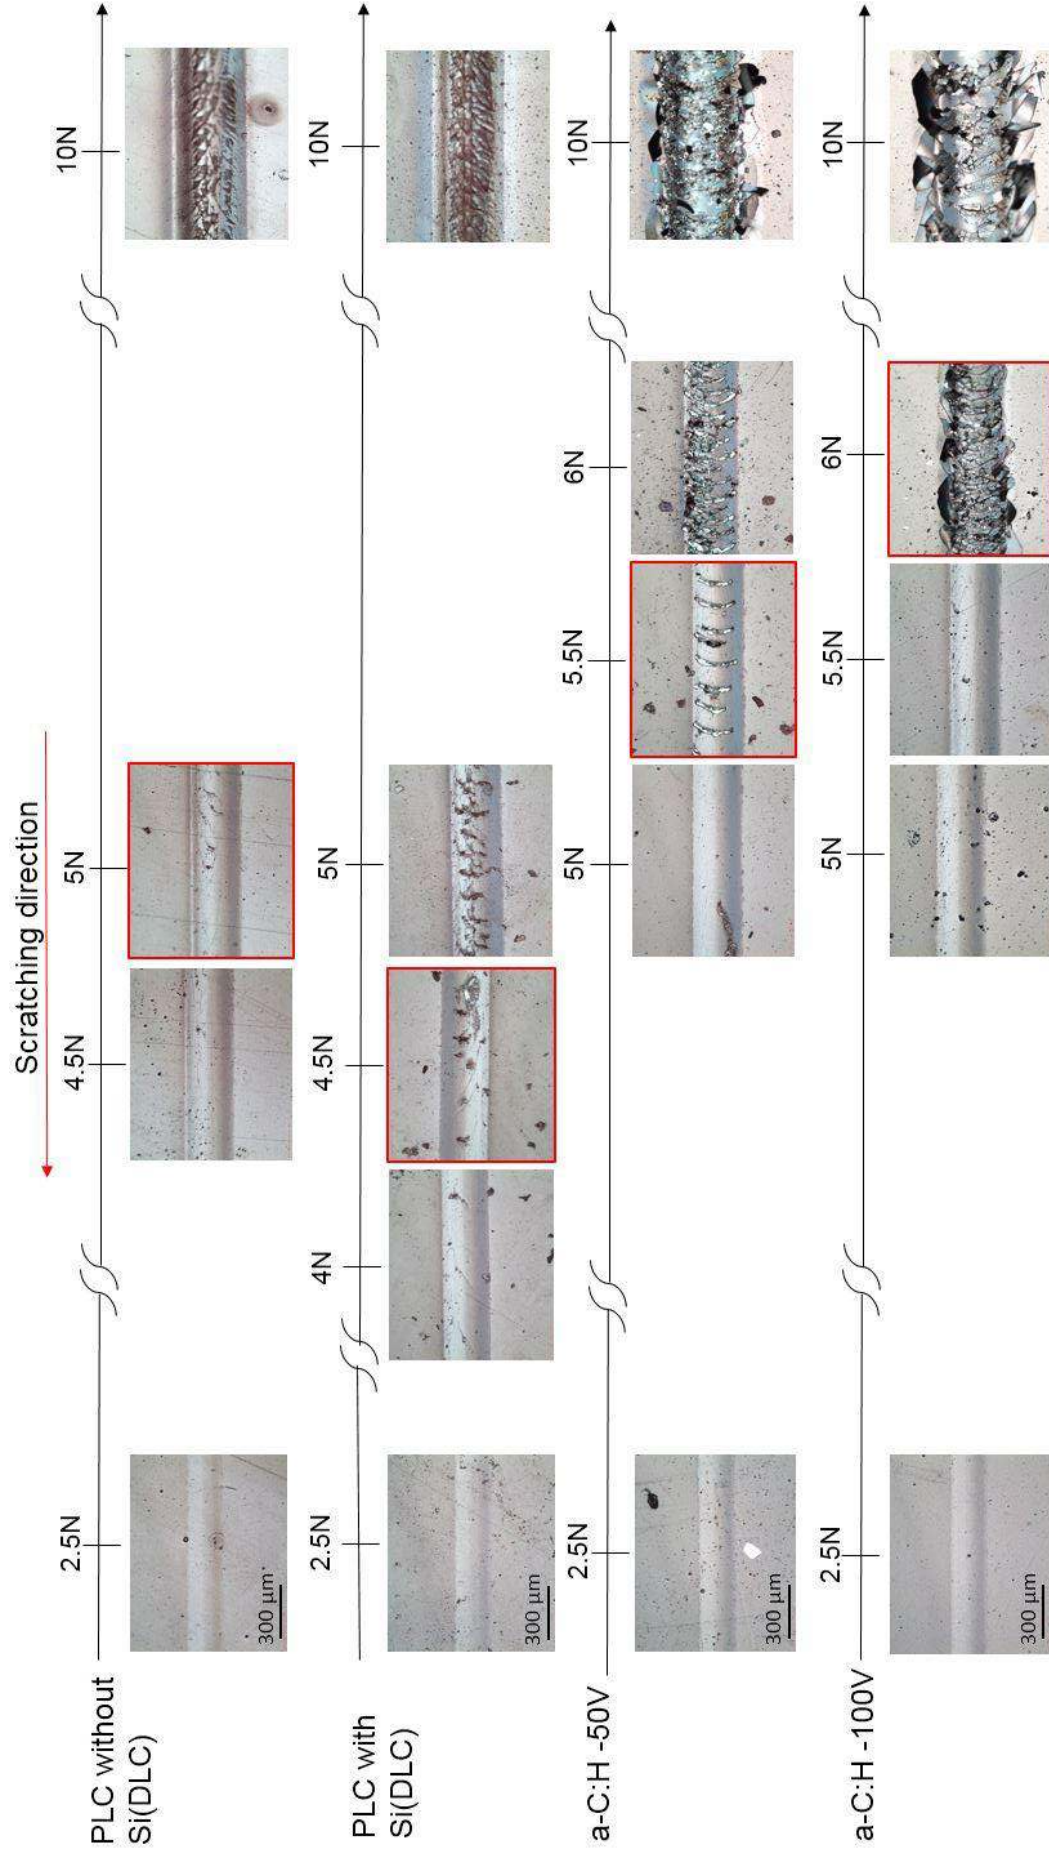 Scratching direction
PLC without
Si(DLC)
2.5N
4.5N
5N
10N
300 µm
PLC with
Si(DLC)
2.5N
4N
4.5N
5N
10N
300 µm
a-C:H -50V
2.5N
5N
5.5N
6N
10N
300 µm
a-C:H -100V
2.5N
5N
5.5N
6N
10N
300 µm